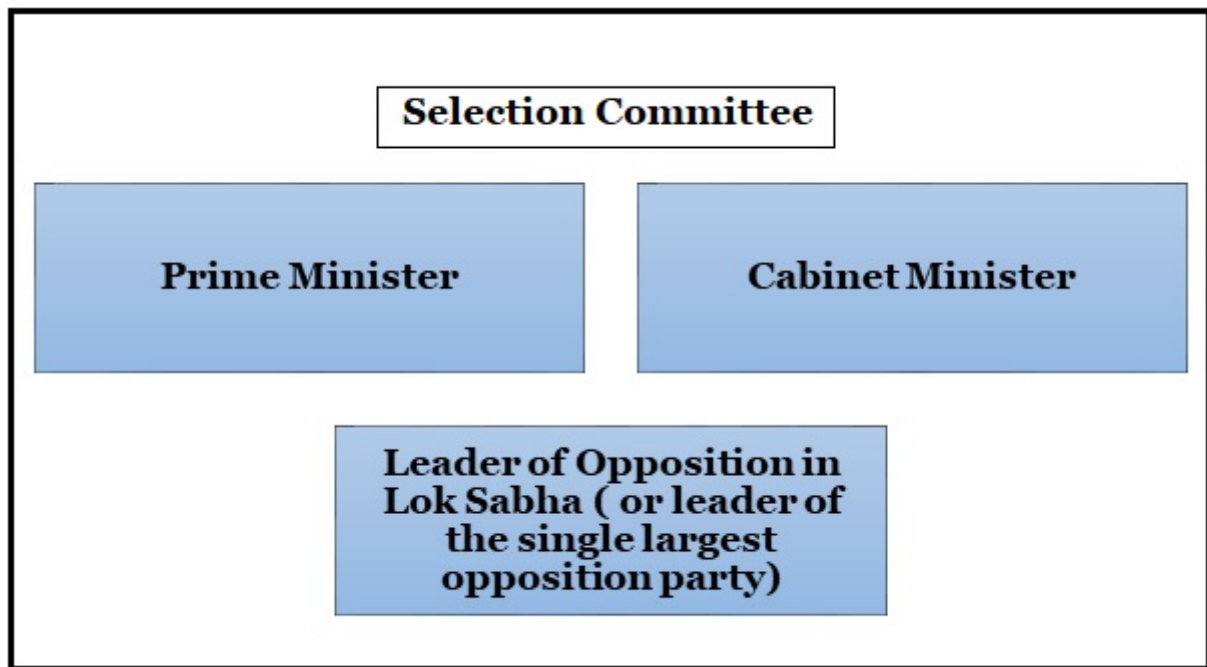 Selection Committee
Prime Minister
Cabinet Minister
Leader of Opposition in
Lok Sabha ( or leader of
the single largest
opposition party)